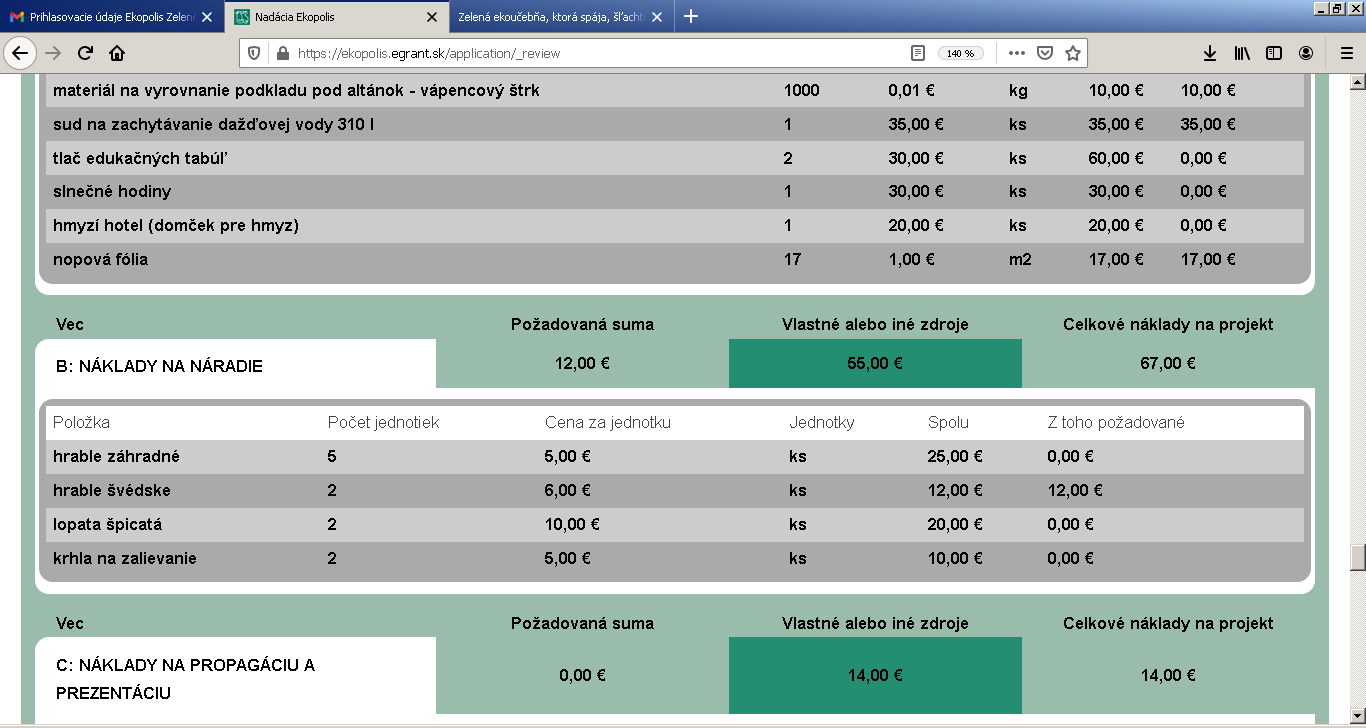 Prihlasovacie údaje Ekopolis Zelen
Nadácia Ekopolis
Zelená ekoučebňa, ktorá spája, šľacht
https://ekopolis.egrant.sk/application/_review
140 %
materiál na vyrovnanie podkladu pod altánok - vápencový štrk 1000 0,01 € kg 10,00 € 10,00 €
sud na zachytávanie dažďovej vody 310 l 1 35,00 € ks 35,00 € 35,00 €
tlač edukačných tabúľ 2 30,00 € ks 60,00 € 0,00 €
slnečné hodiny 1 30,00 € ks 30,00 € 0,00 €
hmyzí hotel (domček pre hmyz) 1 20,00 € ks 20,00 € 0,00 €
nopová fólia 17 1,00 € m2 17,00 € 17,00 €
Vec Požadovaná suma Vlastné alebo iné zdroje Celkové náklady na projekt
B: NÁKLADY NA NÁRADIE 12,00 € 55,00 € 67,00 €
Položka Počet jednotiek Cena za jednotku Jednotky Spolu Z toho požadované
hrable záhradné 5 5,00 € ks 25,00 € 0,00 €
hrable švédske 2 6,00 € ks 12,00 € 12,00 €
lopata špicatá 2 10,00 € ks 20,00 € 0,00 €
krhla na zalievanie 2 5,00 € ks 10,00 € 0,00 €
Vec Požadovaná suma Vlastné alebo iné zdroje Celkové náklady na projekt
C: NÁKLADY NA PROPAGÁCIU A
PREZENTÁCIU 0,00 € 14,00 € 14,00 €